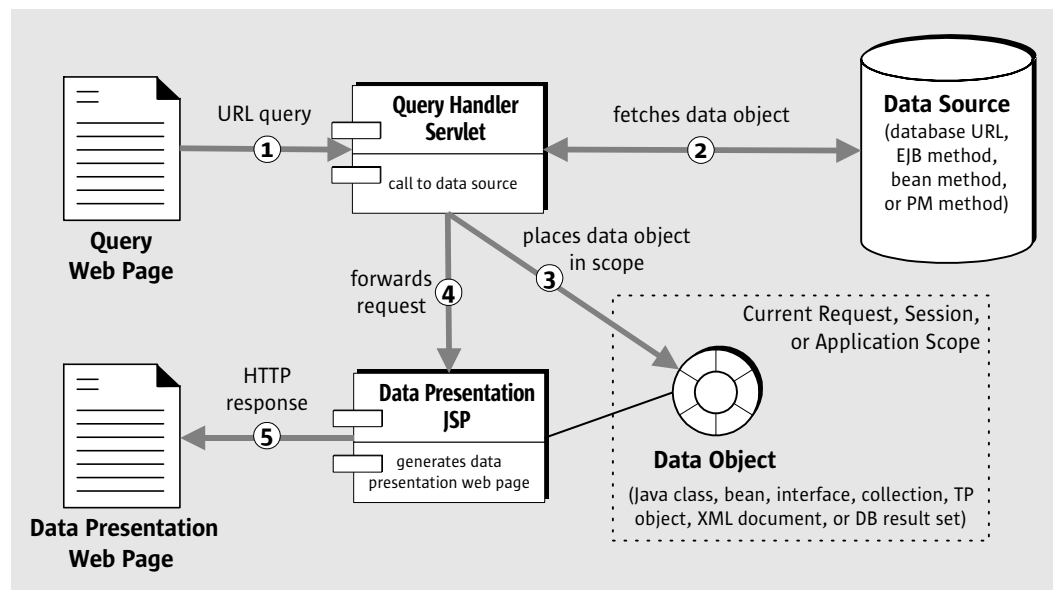 URL query
1
Query Handler
Servlet
call to data source
fetches data object
2
Data Source
(database URL,
EJB method,
bean method,
or PM method)
Query
Web Page
places data object
in scope
3
forwards
request
4
Current Request, Session,
or Application Scope
HTTP
response
5
Data Presentation
JSP
generates data
presentation web page
Data Object
(Java class, bean, interface, collection, TP
object, XML document, or DB result set)
Data Presentation
Web Page